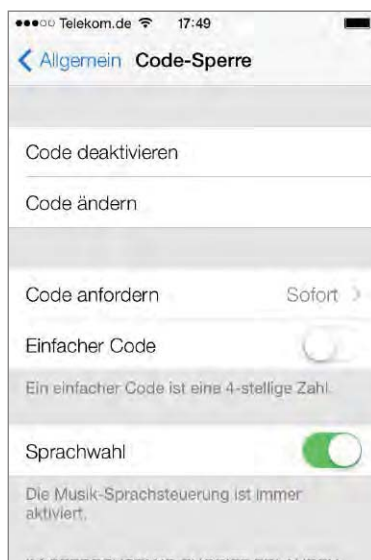 Telekom.de 17:49
Allgemein Code-Sperre
Code deaktivieren
Code ändern
Code anfordern Sofort
Einfacher Code
Ein einfacher Code ist eine 4-stellige Zahl.
Sprachwahl
Die Musik-Sprachsteuerung ist immer
aktiviert.